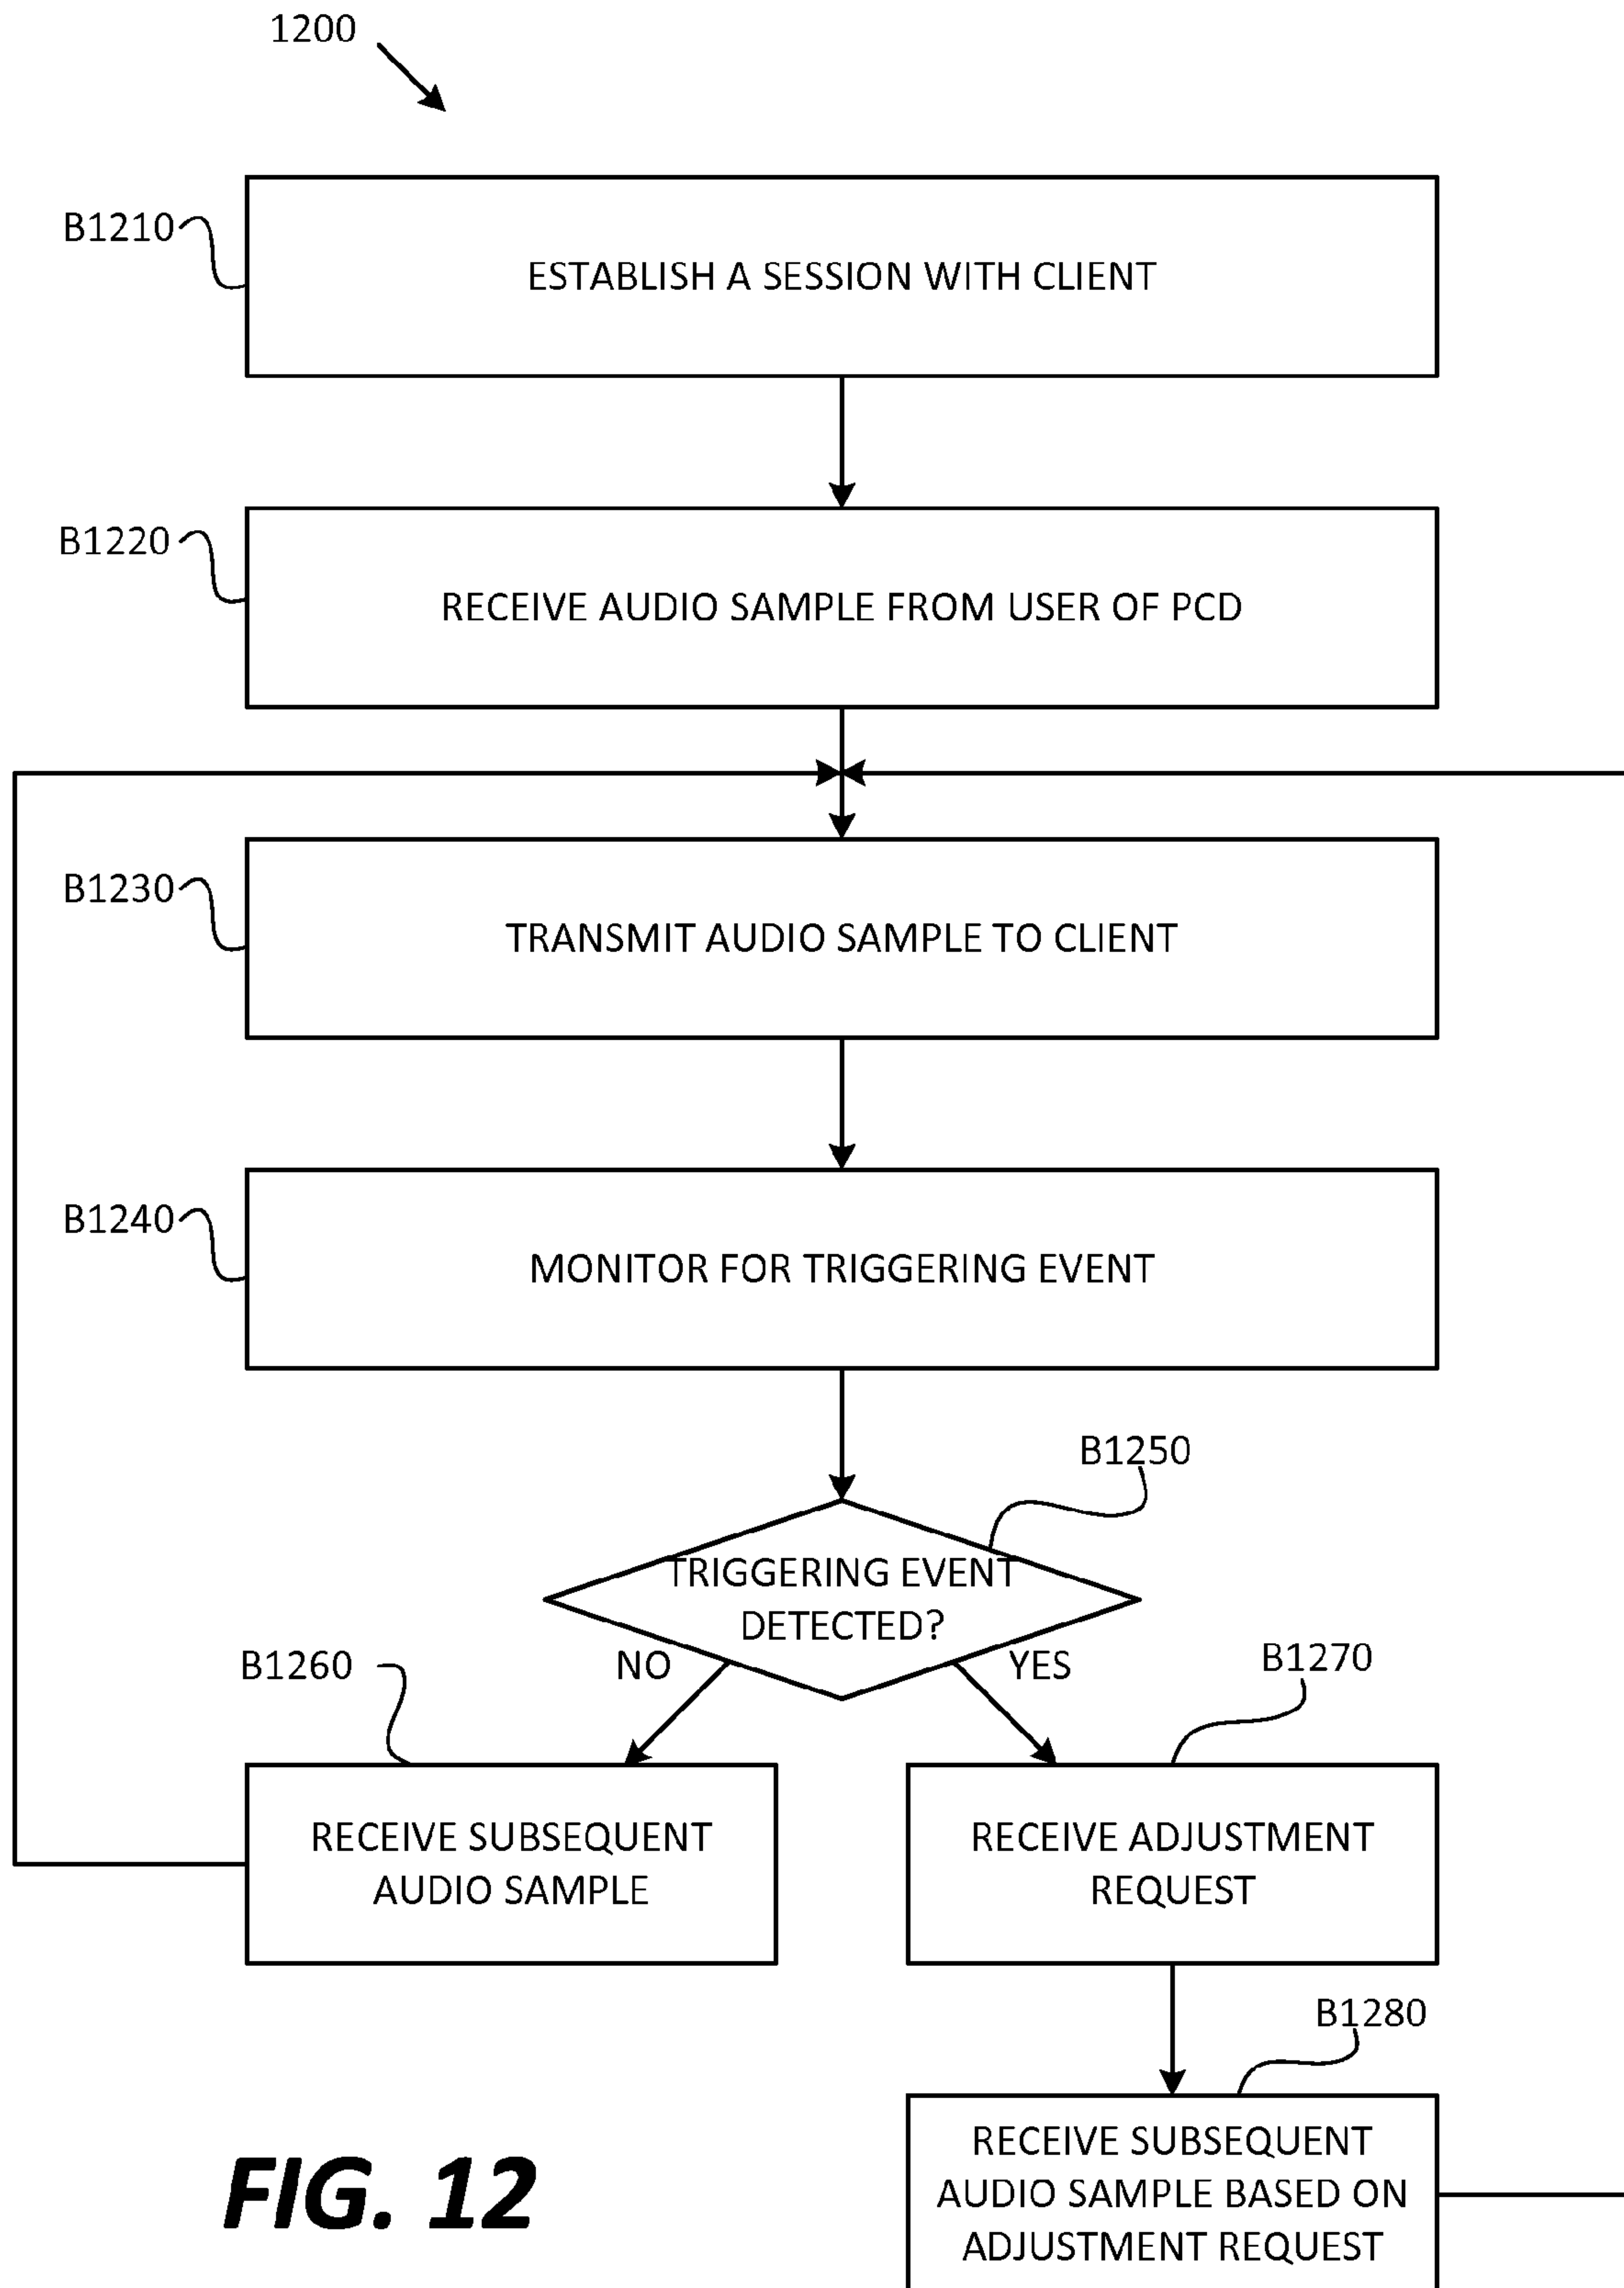 1200
B1210
ESTABLISH A SESSION WITH CLIENT
B1220
RECEIVE AUDIO SAMPLE FROM USER OF PCD
B1230
TRANSMIT AUDIO SAMPLE TO CLIENT
B1240
MONITOR FOR TRIGGERING EVENT
B1250
TRIGGERING EVENT
DETECTED?
B1260
NO
YES
B1270
RECEIVE SUBSEQUENT
AUDIO SAMPLE
RECEIVE ADJUSTMENT
REQUEST
B1280
RECEIVE SUBSEQUENT
AUDIO SAMPLE BASED ON
ADJUSTMENT REQUEST
FIG. 12